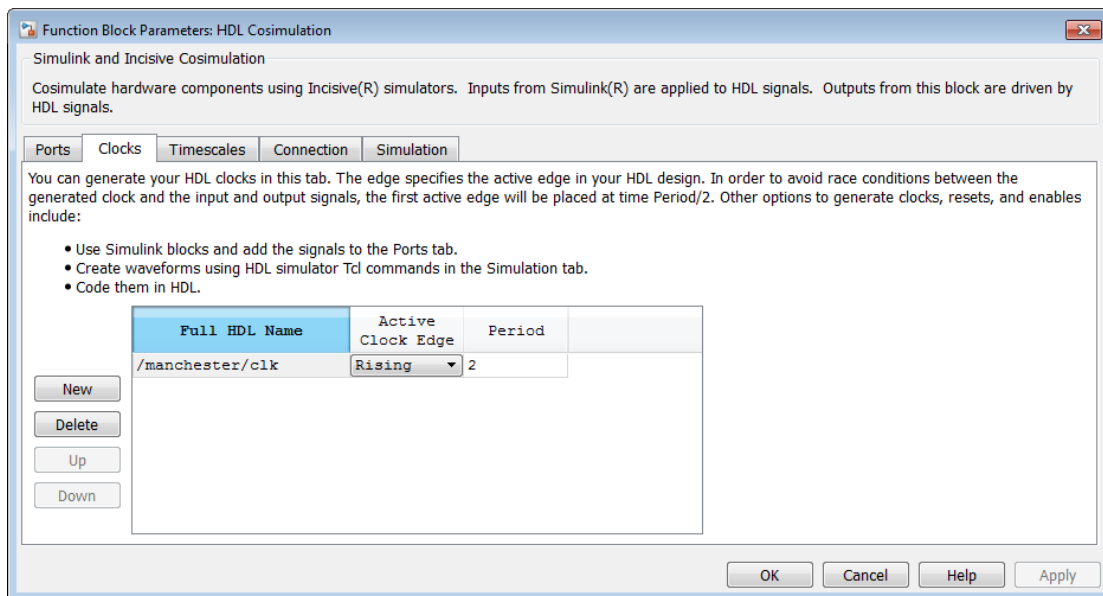 Function Block Parameters: HDL Cosimulation
Simulink and Incisive Cosimulation
Cosimulate hardware components using Incisive(R) simulators. Inputs from Simulink(R) are applied to HDL signals. Outputs from this block are driven by
HDL signals.
Ports Clocks Timescales Connection Simulation
You can generate your HDL clocks in this tab. The edge specifies the active edge in your HDL design. In order to avoid race conditions between the
generated clock and the input and output signals, the first active edge will be placed at time Period/2. Other options to generate clocks, resets, and enables
include:
• Use Simulink blocks and add the signals to the Ports tab.
• Create waveforms using HDL simulator Tcl commands in the Simulation tab.
• Code them in HDL.
Full HDL Name Active Clock Edge Period
/manchester/clk Rising 2
New
Delete
Up
Down
OK Cancel Help Apply